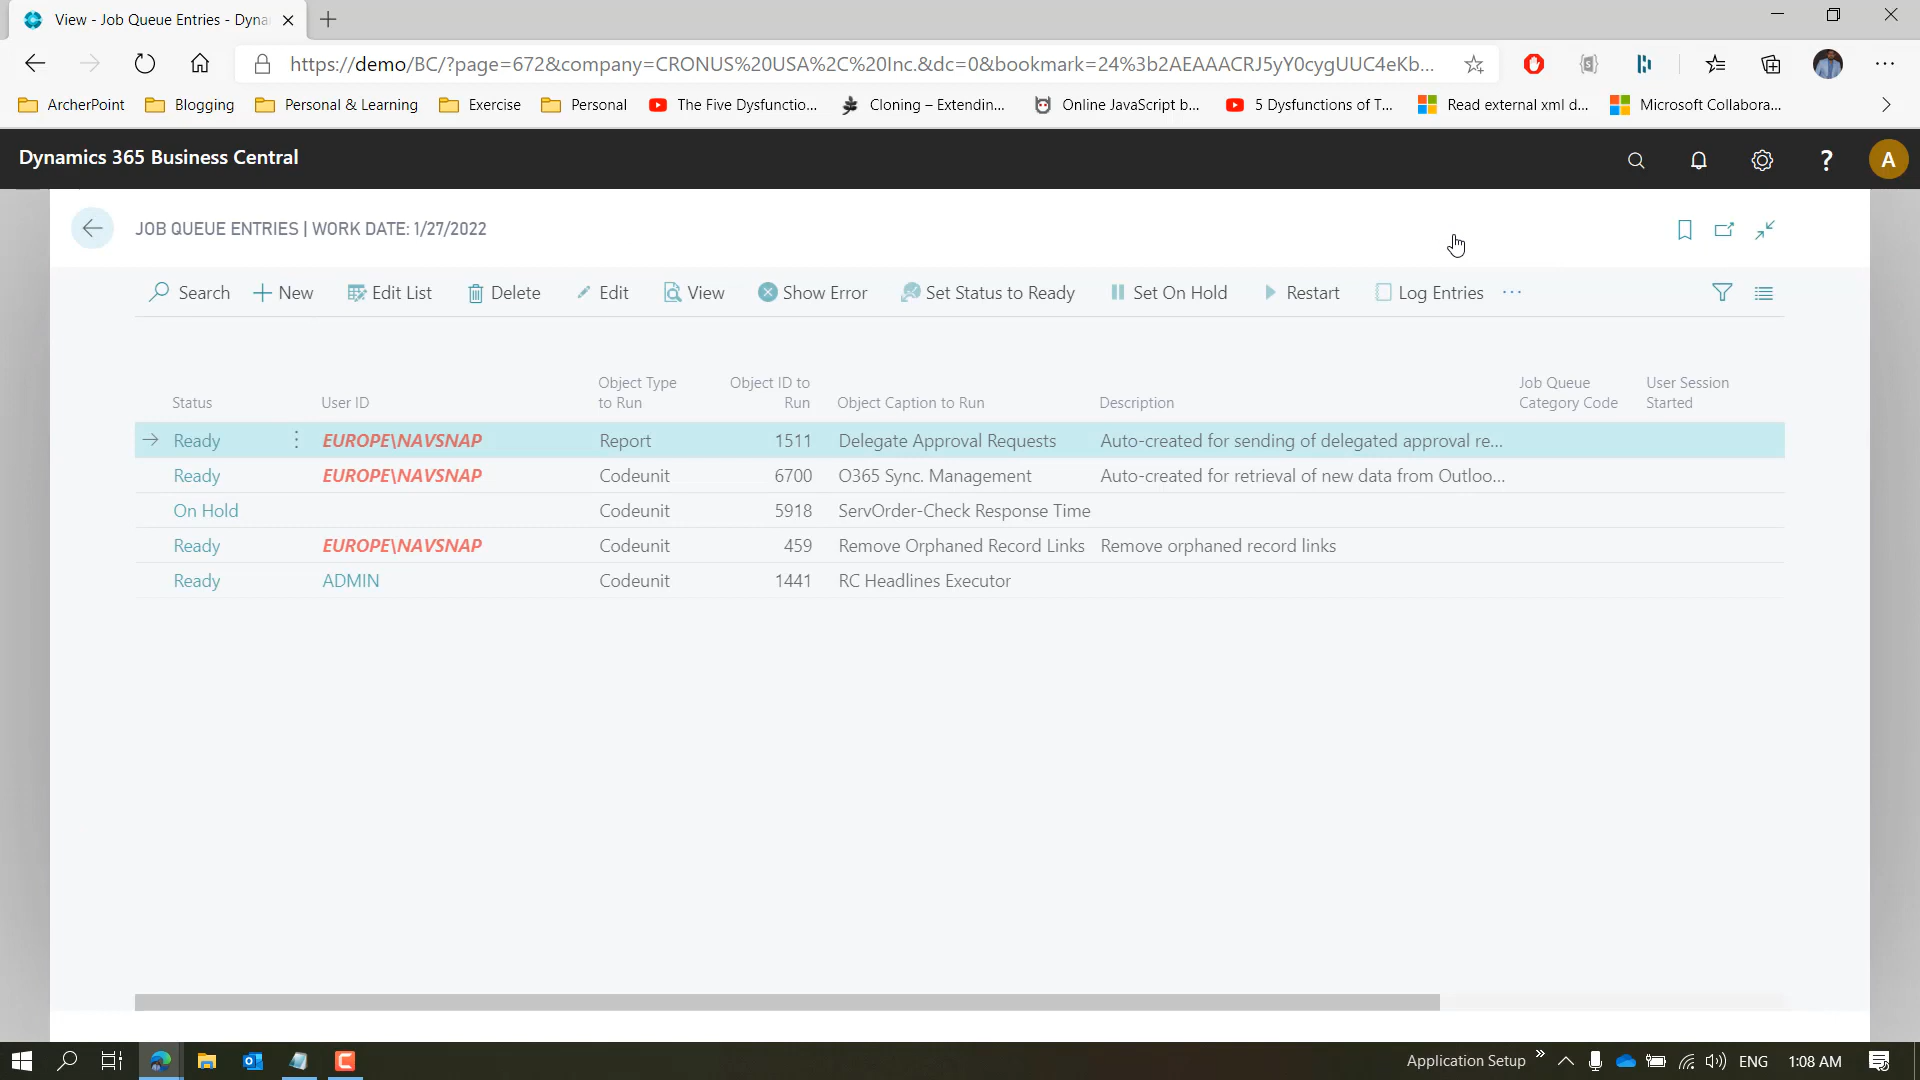 View - Job Queue Entries - Dyna
https://demo/BC/?page=672&company=CRONUS%20USA%2C%20Inc.&dc=0&bookmark=24%3b2AEAAACRJ5yY0cygUUC4eKb...
ArcherPoint Blogging Personal & Learning Exercise Personal The Five Dysfunctio... Cloning – Extendin... Online JavaScript b... 5 Dysfunctions of T... Read external xml d... Microsoft Collabora...
Dynamics 365 Business Central
? A
JOB QUEUE ENTRIES | WORK DATE: 1/27/2022
Search New Edit List Delete Edit View Show Error Set Status to Ready Set On Hold Restart Log Entries ...
Object Type Object ID to Job Queue User Session
Status User ID to Run Run Object Caption to Run Description Category Code Started
Ready EUROPE\NAVSNAP Report 1511 Delegate Approval Requests Auto-created for sending of delegated approval re...
Ready EUROPE\NAVSNAP Codeunit 6700 O365 Sync. Management Auto-created for retrieval of new data from Outloo...
On Hold Codeunit 5918 ServOrder-Check Response Time
Ready EUROPE\NAVSNAP Codeunit 459 Remove Orphaned Record Links Remove orphaned record links
Ready ADMIN Codeunit 1441 RC Headlines Executor
Application Setup ENG 1:08 AM